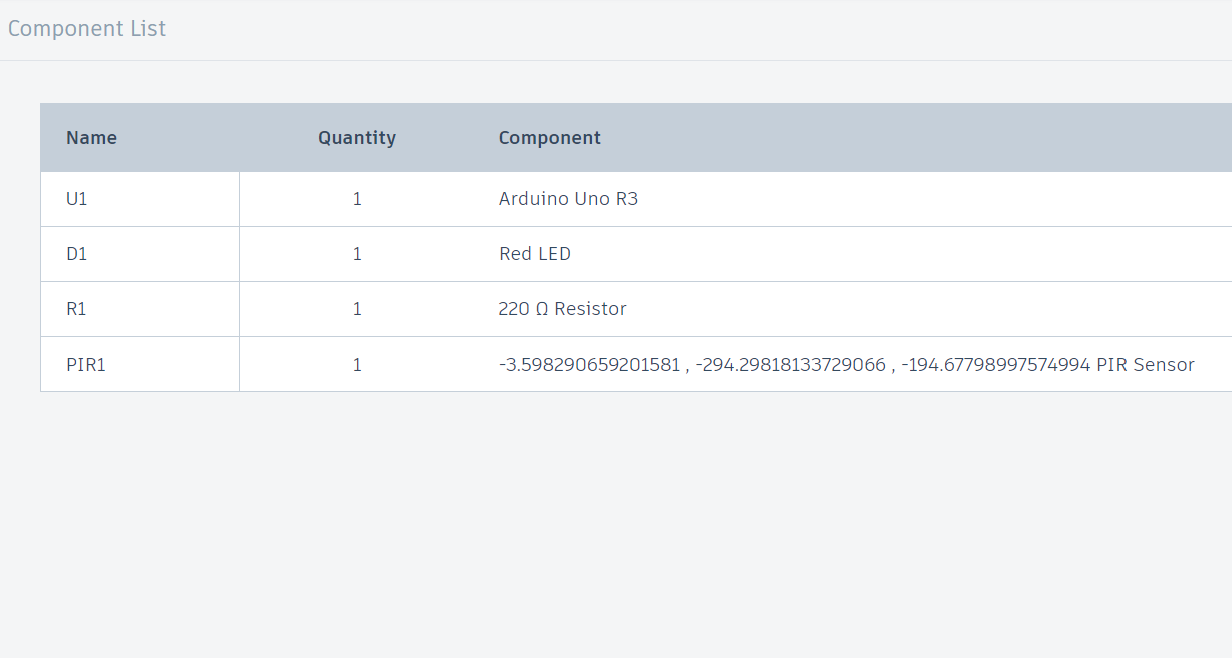 Component List
Name Quantity Component
U1 1 Arduino Uno R3
D1 1 Red LED
R1 1 220 Ω Resistor
PIR1 1 -3.598290659201581 , -294.29818133729066 , -194.67798997574994 PIR Sensor